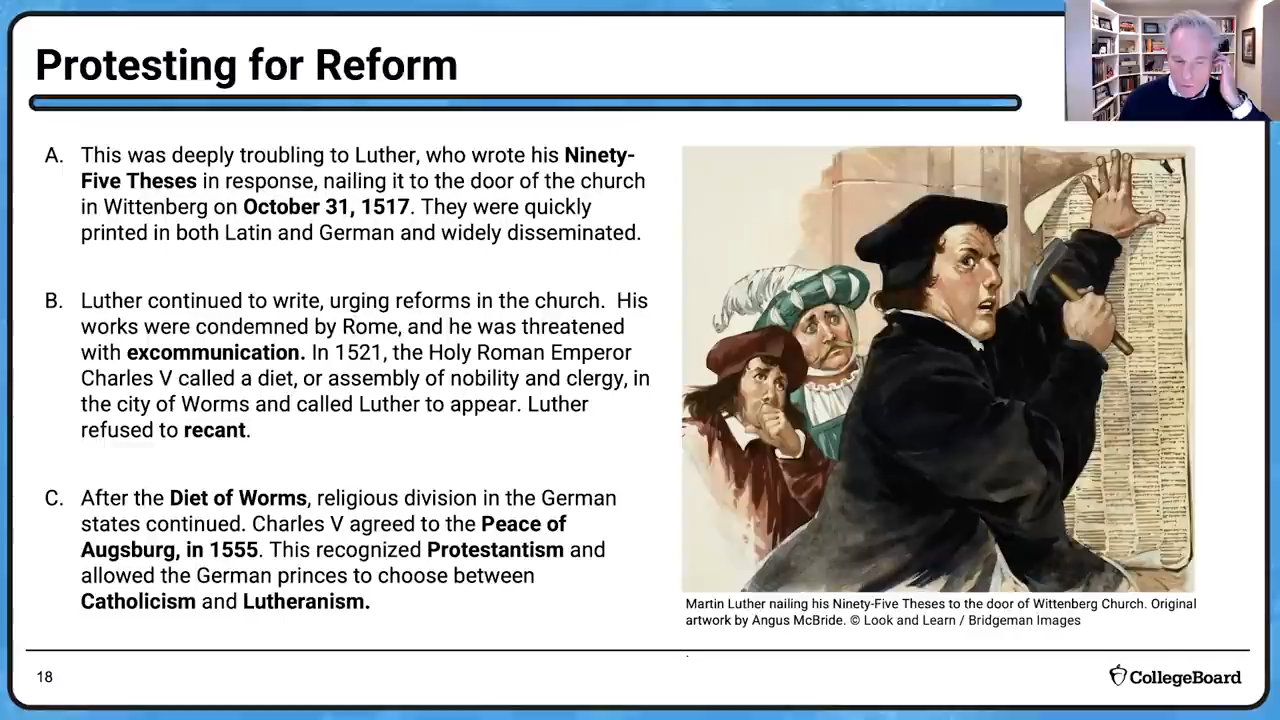 Protesting for Reform
A. This was deeply troubling to Luther, who wrote his Ninety-
Five Theses in response, nailing it to the door of the church
in Wittenberg on October 31, 1517. They were quickly
printed in both Latin and German and widely disseminated.
B. Luther continued to write, urging reforms in the church. His
works were condemned by Rome, and he was threatened
with excommunication. In 1521, the Holy Roman Emperor
Charles V called a diet, or assembly of nobility and clergy, in
the city of Worms and called Luther to appear. Luther
refused to recant.
C. After the Diet of Worms, religious division in the German
states continued. Charles V agreed to the Peace of
Augsburg, in 1555. This recognized Protestantism and
allowed the German princes to choose between
Catholicism and Lutheranism.
Martin Luther nailing his Ninety-Five Theses to the door of Wittenberg Church. Original
artwork by Angus McBride. © Look and Learn / Bridgeman Images
18
CollegeBoard